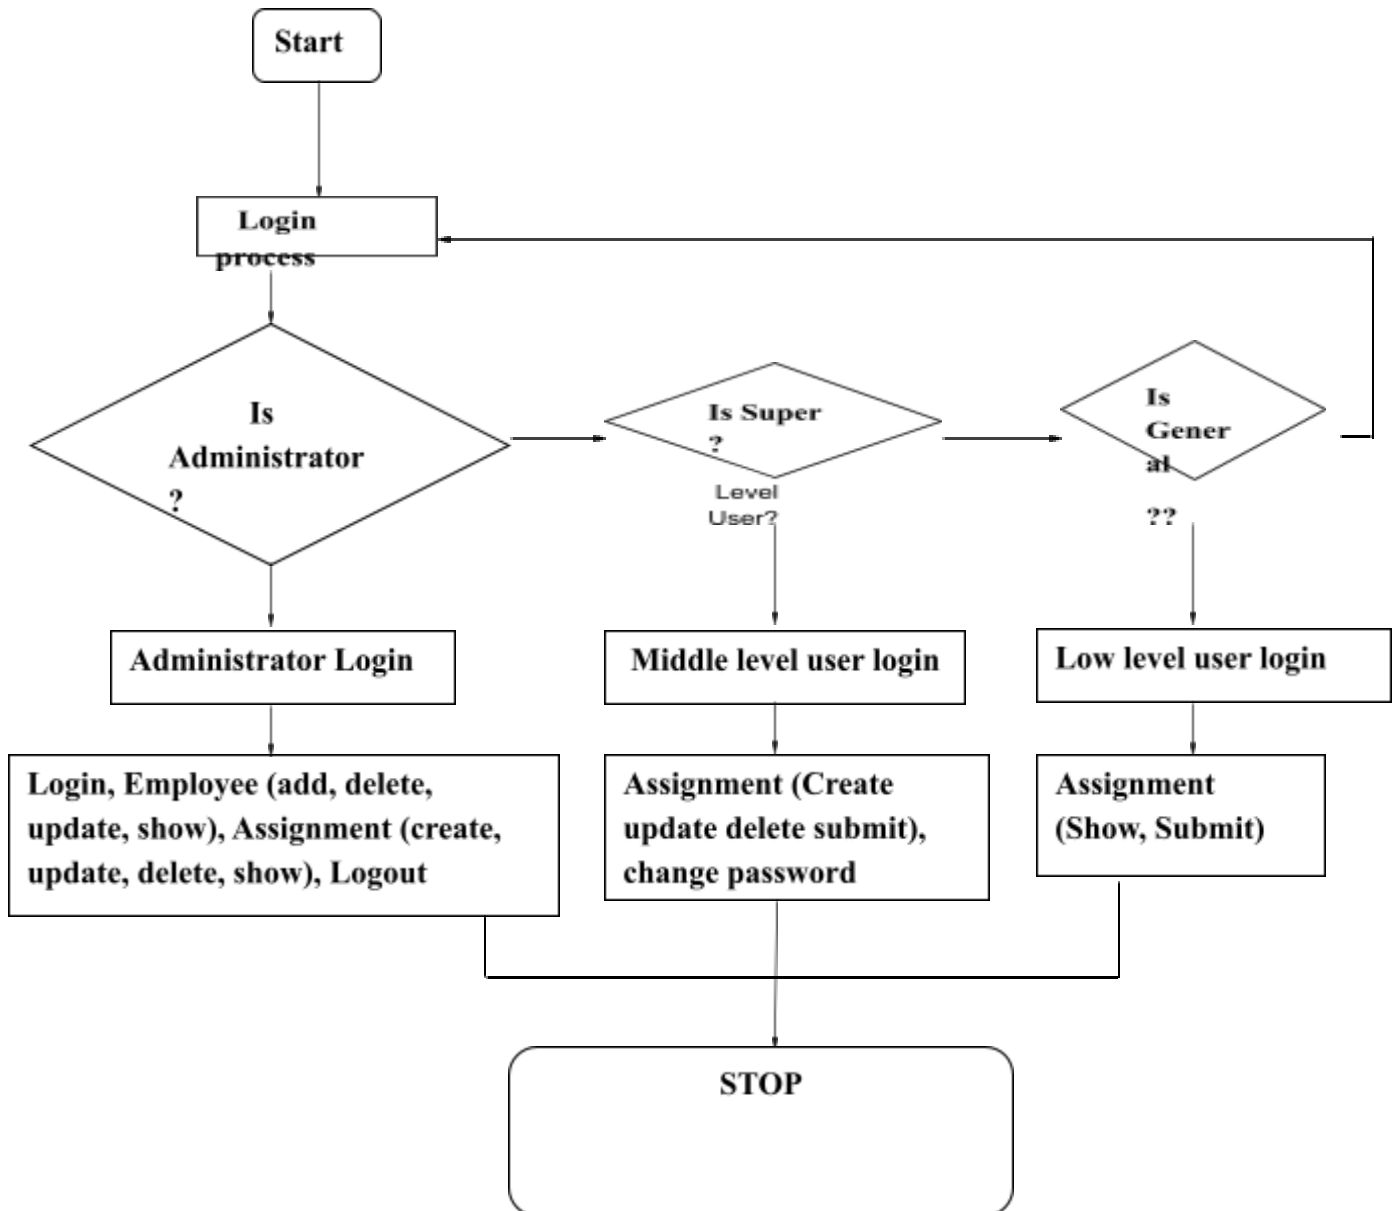 Start
Login
process
Is
Administrator
?
Is Super
?
Level
User?
Is
Gener
al
??
Administrator Login
Middle level user login
Low level user login
Login, Employee (add, delete,
update, show), Assignment (create,
update, delete, show), Logout
Assignment (Create
update delete submit),
change password
Assignment
(Show, Submit)
STOP